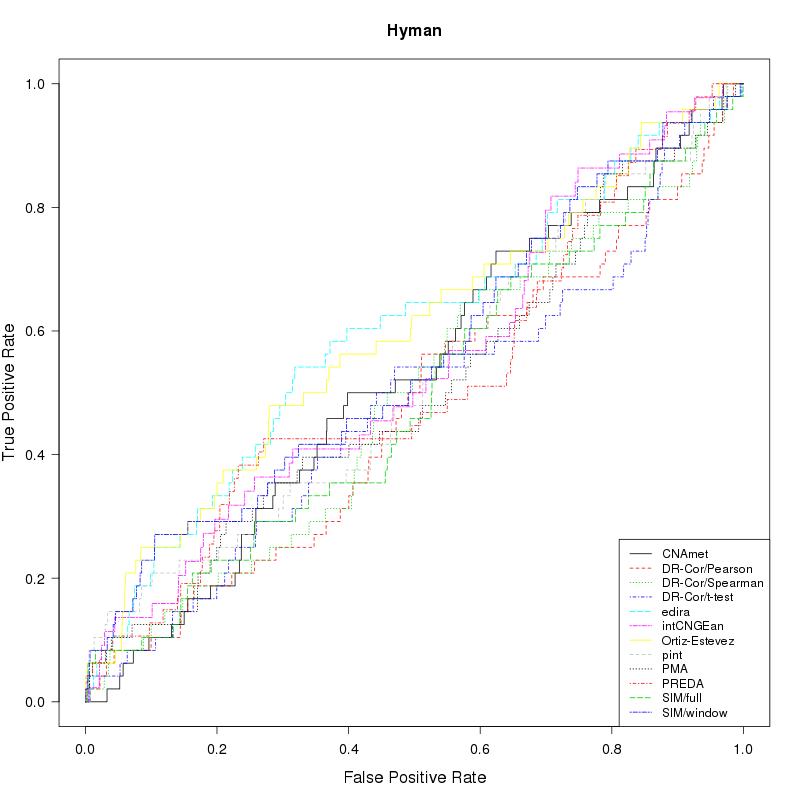 Hyman
True Positive Rate
1.0
0.8
0.6
0.4
0.2
0.0
CNAmet
DR-Cor/Pearson
DR-Cor/Spearman
DR-Cor/t-test
edira
intCNGEan
Ortiz-Estevez
pint
PMA
PREDA
SIM/full
SIM/window
0.0 0.2 0.4 0.6 0.8 1.0
False Positive Rate